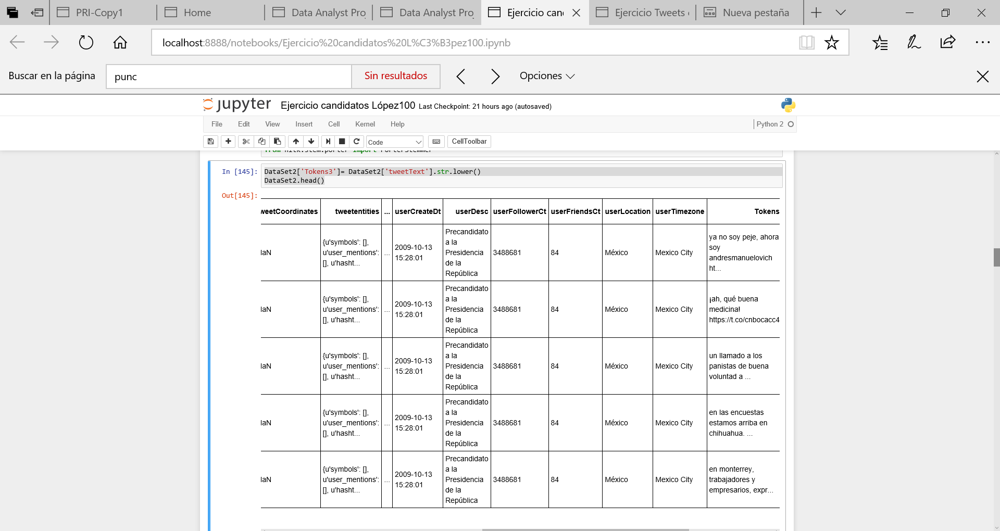 PRI-Copy1
Home
Data Analyst Pro
Data Analyst Pro
Ejercicio can
Ejercicio Tweets
Nueva pestaña
localhost:8888/notebooks/Ejercicio%20candidatos%20L%C3%B3pez100.ipynb
Buscar en la página
punc
Sin resultados
Opciones
jupyter Ejercicio candidatos López100 Last Checkpoint: 21 hours ago (autosaved)
File Edit View Insert Cell Kernel Help
Python 2
Code
CellToolbar
from nltk.stem.porter import PorterStemmer
In [145]: DataSet2['Tokens3']= DataSet2['tweetText'].str.lower()
DataSet2.head()
Out[145]:
weetCoordinates tweetentities ... userCreateDt userDesc userFollowerCt userFriendsCt userLocation userTimezone Tokens
laN
{u'symbols': [],
u'user_mentions':
[], u'hasht...
...
2009-10-13
15:28:01
Precandidato
a la
Presidencia
de la
República
3488681
84
México
Mexico City
ya no soy peje, ahora
soy
andresmanuelovich
ht...
laN
{u'symbols': [],
u'user_mentions':
[], u'hasht...
...
2009-10-13
15:28:01
Precandidato
a la
Presidencia
de la
República
3488681
84
México
Mexico City
¡ah, qué buena
medicina!
https://t.co/cnbocacc4
laN
{u'symbols': [],
u'user_mentions':
[], u'hasht...
...
2009-10-13
15:28:01
Precandidato
a la
Presidencia
de la
República
3488681
84
México
Mexico City
un llamado a los
panistas de buena
voluntad a ...
laN
{u'symbols': [],
u'user_mentions':
[], u'hasht...
...
2009-10-13
15:28:01
Precandidato
a la
Presidencia
de la
República
3488681
84
México
Mexico City
en las encuestas
estamos arriba en
chihuahua. ...
laN
{u'symbols': [],
u'user_mentions':
[], u'hasht...
...
2009-10-13
15:28:01
Precandidato
a la
Presidencia
de la
República
3488681
84
México
Mexico City
en monterrey,
trabajadores y
empresarios, expr...